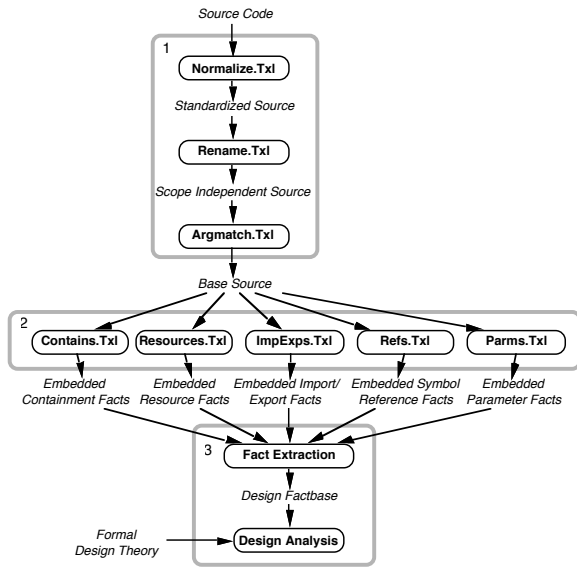 Source Code
1
Normalize.Txl
Standardized Source
Rename.Txl
Scope Independent Source
Argmatch.Txl
Base Source
2
Contains.Txl Resources.Txl ImpExps.Txl Refs.Txl Parms.Txl
Embedded Embedded Embedded Import/ Embedded Symbol Embedded
Containment Facts Resource Facts Export Facts Reference Facts Parameter Facts
3
Fact Extraction
Design Factbase
Formal
Design Theory
Design Analysis